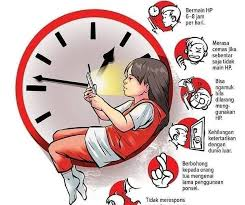 Bermain HP
6-8 jam
per hari.
Merasa
cemas jika
sebentar
saja tidak
main HP.
Bisa
ngamuk
bila
dilarang
meng-
gunakan
HP.
Kehilangan
ketertarikan
dengan
dunia luar.
Berbohong
kepada orang
lua mengenai
lama penggunaan
ponsel.
Tidak merespons